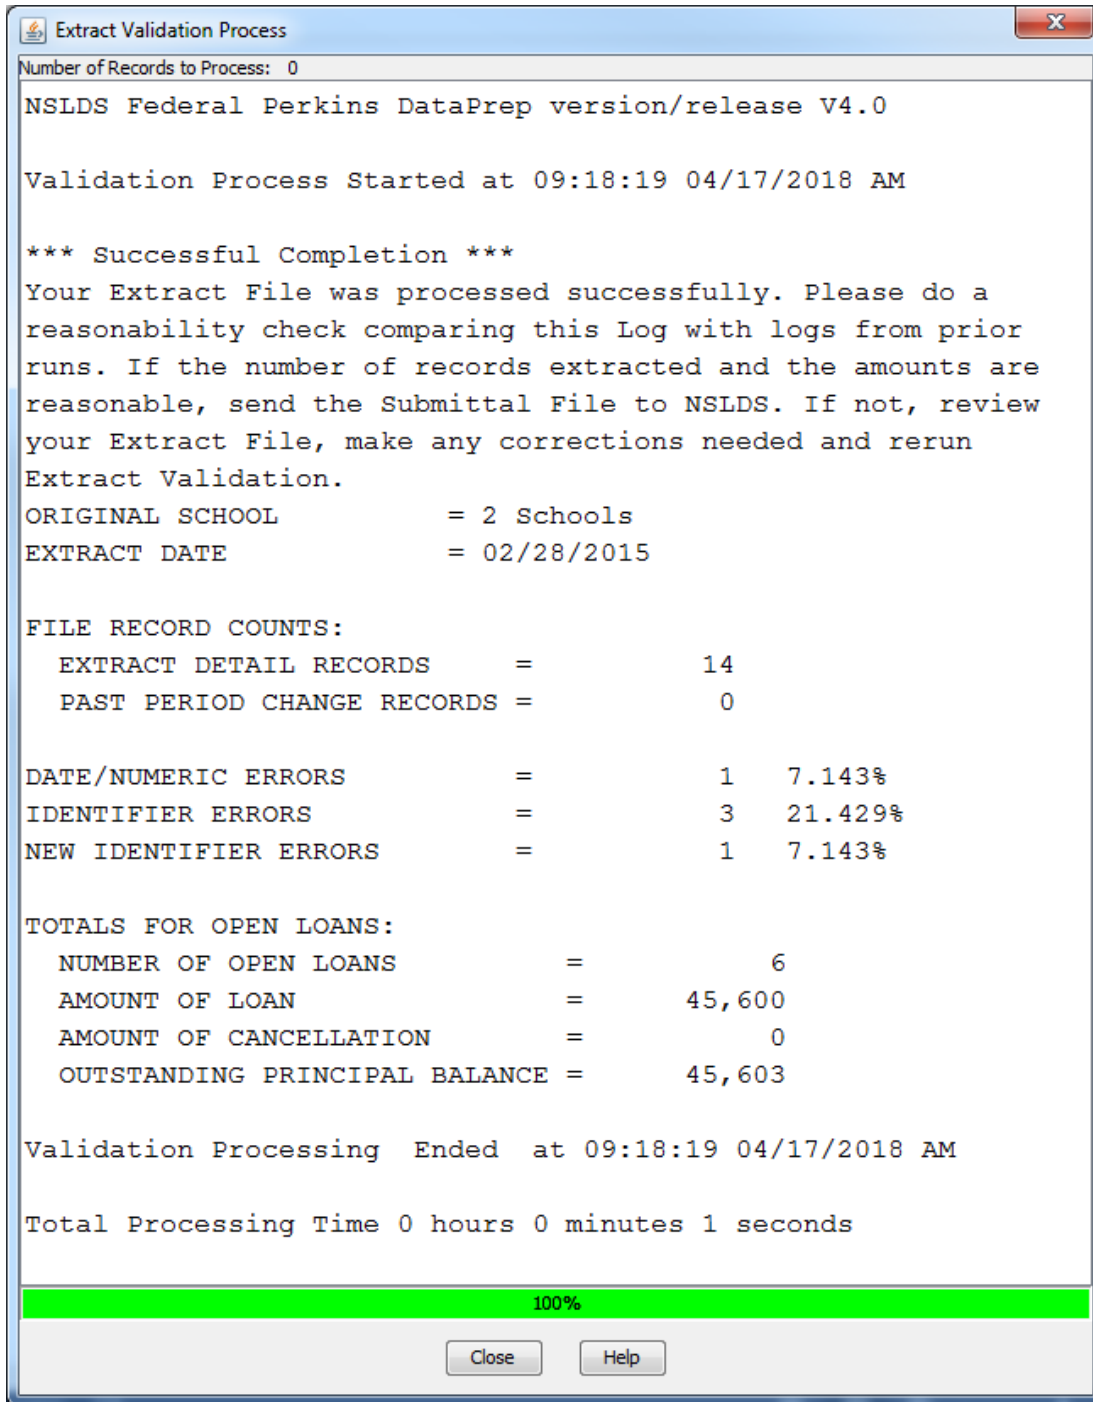 Extract Validation Process
Number of Records to Process: 0
NSLDS Federal Perkins DataPrep version/release V4.0
Validation Process Started at 09:18:19 04/17/2018 AM
*** Successful Completion ***
Your Extract File was processed successfully. Please do a
reasonability check comparing this Log with logs from prior
runs. If the number of records extracted and the amounts are
reasonable, send the Submittal File to NSLDS. If not, review
your Extract File, make any corrections needed and rerun
Extract Validation.
ORIGINAL SCHOOL = 2 Schools
EXTRACT DATE = 02/28/2015
FILE RECORD COUNTS:
EXTRACT DETAIL RECORDS = 14
PAST PERIOD CHANGE RECORDS = 0
DATE/NUMERIC ERRORS = 1 7.143%
IDENTIFIER ERRORS = 3 21.429%
NEW IDENTIFIER ERRORS = 1 7.143%
TOTALS FOR OPEN LOANS:
NUMBER OF OPEN LOANS = 6
AMOUNT OF LOAN = 45,600
AMOUNT OF CANCELLATION = 0
OUTSTANDING PRINCIPAL BALANCE = 45,603
Validation Processing Ended at 09:18:19 04/17/2018 AM
Total Processing Time 0 hours 0 minutes 1 seconds
100%
Close Help